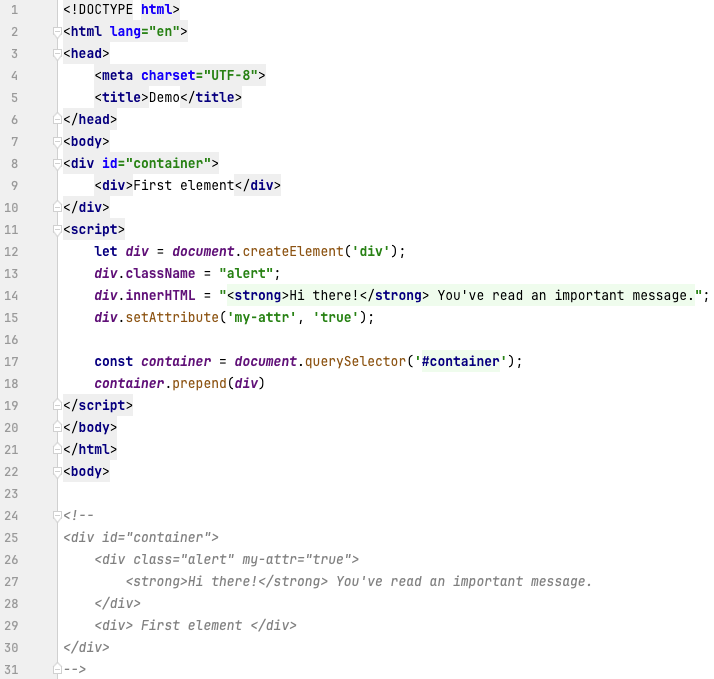 1 <!DOCTYPE html>
2 <html lang="en">
3 <head>
4     <meta charset="UTF-8">
5     <title>Demo</title>
6 </head>
7 <body>
8 <div id="container">
9     <div>First element</div>
10 </div>
11 <script>
12     let div = document.createElement('div');
13     div.className = "alert";
14     div.innerHTML = "<strong>Hi there!</strong> You've read an important message.";
15     div.setAttribute('my-attr', 'true');
16
17     const container = document.querySelector('#container');
18     container.prepend(div)
19 </script>
20 </body>
21 </html>
22 <body>
23
24 <!--
25 <div id="container">
26     <div class="alert" my-attr="true">
27         <strong>Hi there!</strong> You've read an important message.
28     </div>
29     <div> First element </div>
30 </div>
31 -->